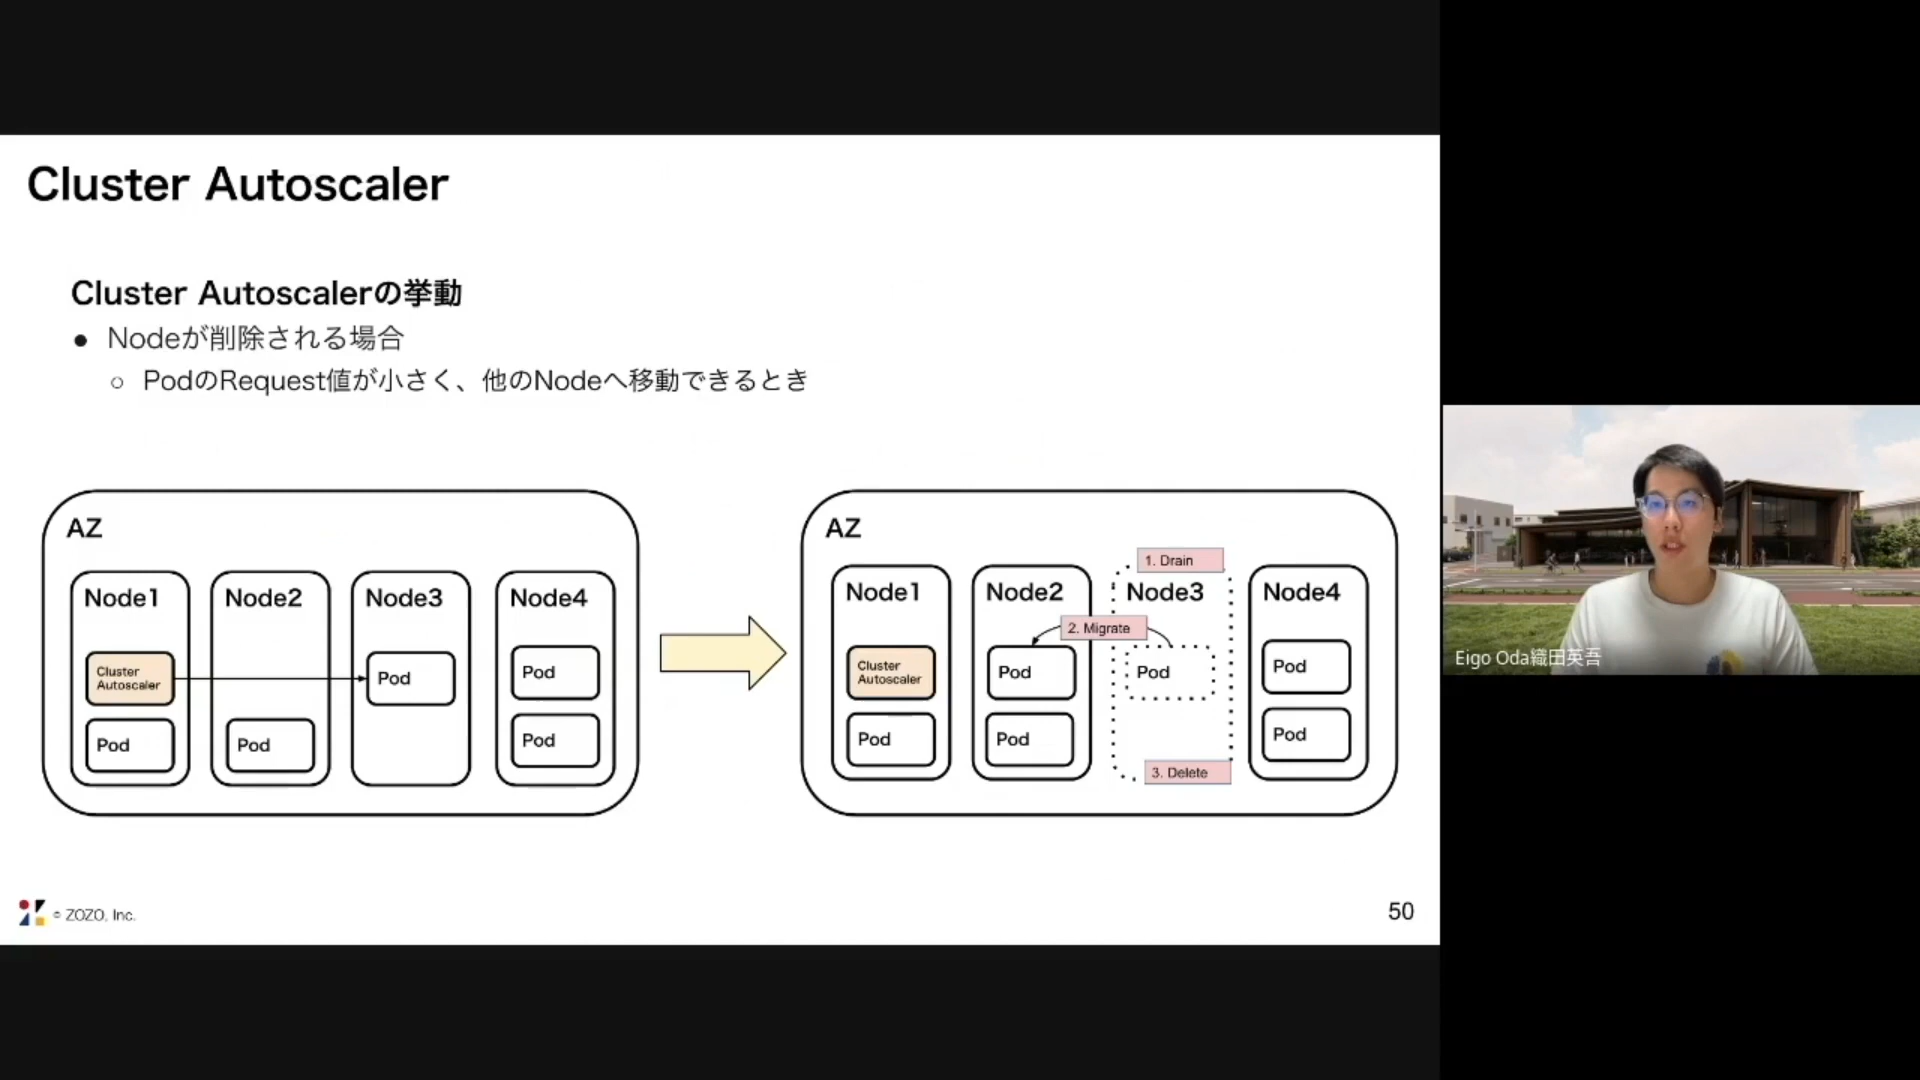 Cluster Autoscaler
Cluster Autoscalerの挙動
● Nodeが削除される場合
○ PodのRequest値が小さく、他のNodeへ移動できるとき
AZ
Node1
Cluster
Autoscaler
Pod
Node2
Pod
Node3
Pod
Node4
Pod
Pod
AZ
Node1
Cluster
Autoscaler
Pod
Node2
Pod
Pod
1. Drain
Node3
2. Migrate
Pod
3. Delete
Node4
Pod
Pod
© ZOZO, Inc.
50
Eigo Oda織田英吾